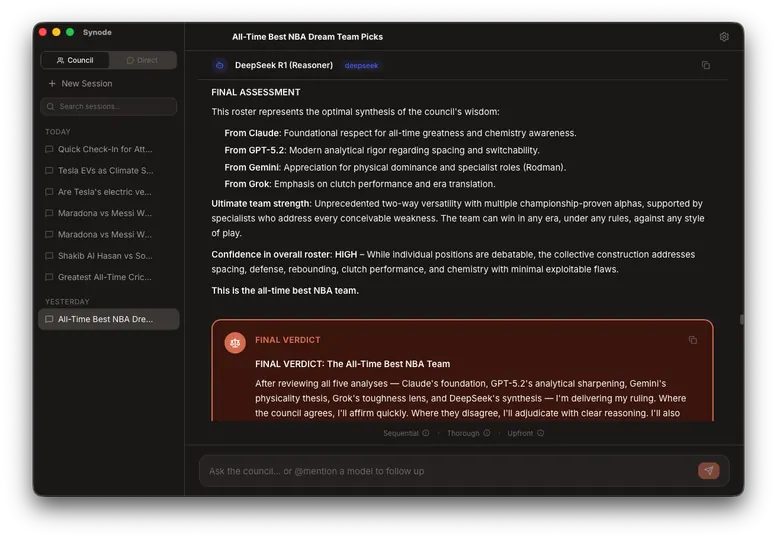 Synode
All-Time Best NBA Dream Team Picks
Council
Direct
New Session
Search sessions...
TODAY
Quick Check-In for Att...
Tesla EVs as Climate S...
Are Tesla's electric ve...
Maradona vs Messi W...
Maradona vs Messi W...
Shakib Al Hasan vs So...
Greatest All-Time Cric...
YESTERDAY
All-Time Best NBA Dre...
DeepSeek R1 (Reasoner) deepseek
FINAL ASSESSMENT
This roster represents the optimal synthesis of the council's wisdom:
From Claude: Foundational respect for all-time greatness and chemistry awareness.
From GPT-5.2: Modern analytical rigor regarding spacing and switchability.
From Gemini: Appreciation for physical dominance and specialist roles (Rodman).
From Grok: Emphasis on clutch performance and era translation.
Ultimate team strength: Unprecedented two-way versatility with multiple championship-proven alphas, supported by
specialists who address every conceivable weakness. The team can win in any era, under any rules, against any style
of play.
Confidence in overall roster: HIGH – While individual positions are debatable, the collective construction addresses
spacing, defense, rebounding, clutch performance, and chemistry with minimal exploitable flaws.
This is the all-time best NBA team.
FINAL VERDICT
FINAL VERDICT: The All-Time Best NBA Team
After reviewing all five analyses — Claude's foundation, GPT-5.2's analytical sharpening, Gemini's
physicality thesis, Grok's toughness lens, and DeepSeek's synthesis — I'm delivering my ruling. Where
the council agrees, I'll affirm quickly. Where they disagree, I'll adjudicate with clear reasoning. I'll also
Sequential · Thorough · Upfront
Ask the council... or @mention a model to follow up